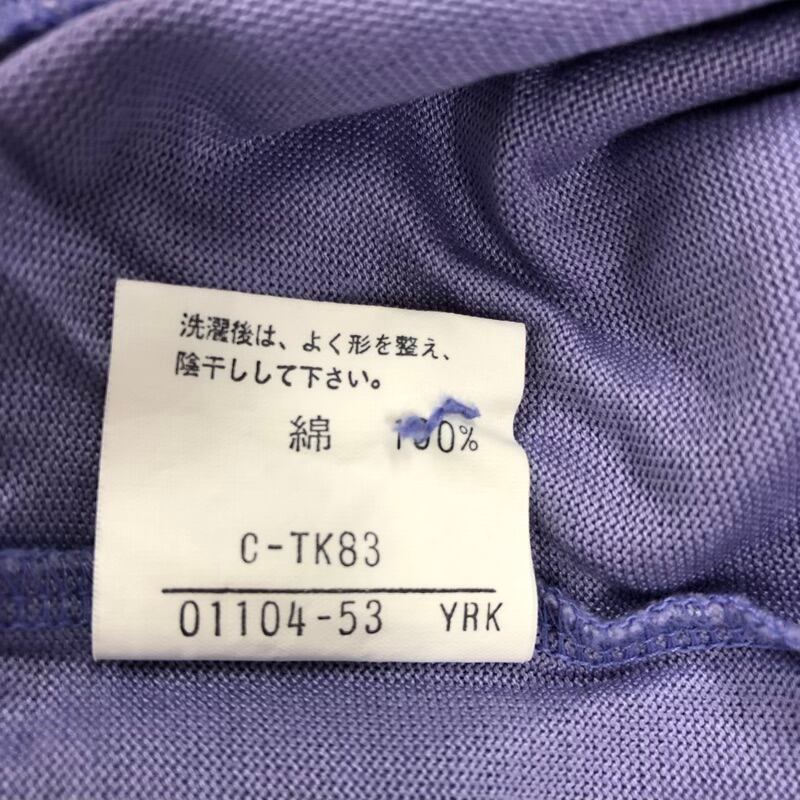 洗濯後は、よく形を整え、
陰干しして下さい。
綿 100%
C-TK83
01104-53 YRK